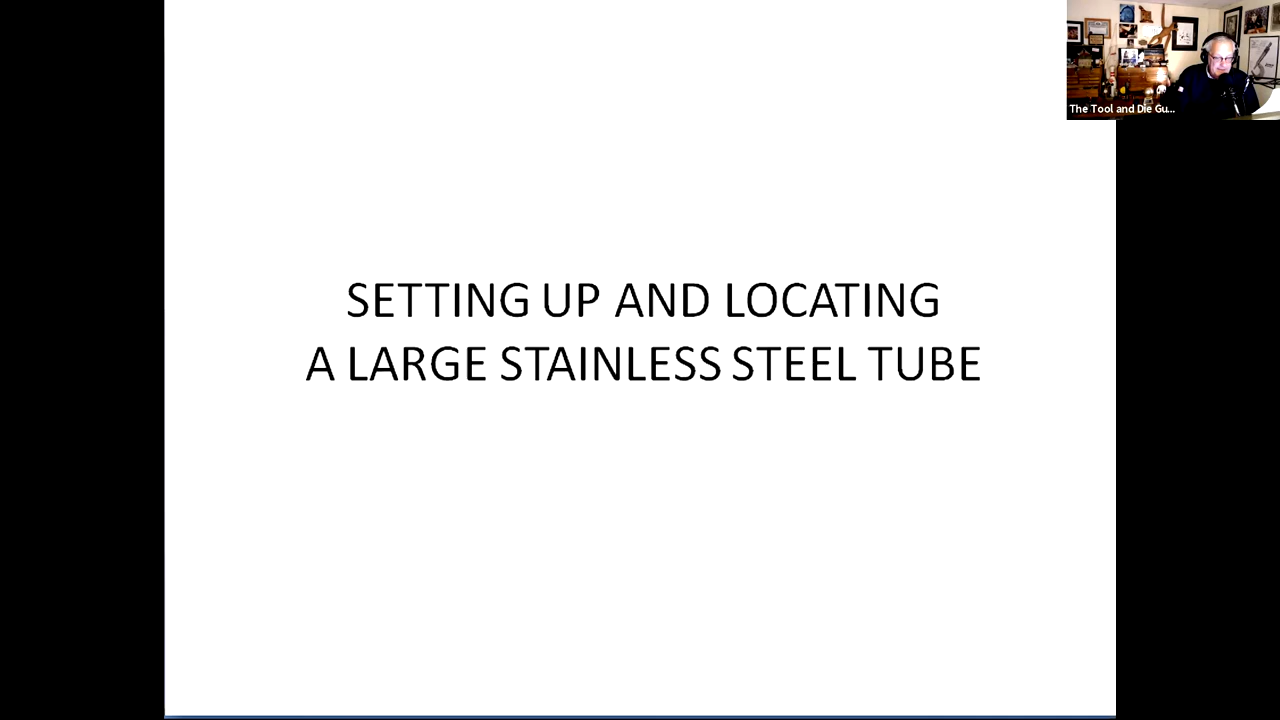 The Tool and Die Gu...
SETTING UP AND LOCATING
A LARGE STAINLESS STEEL TUBE